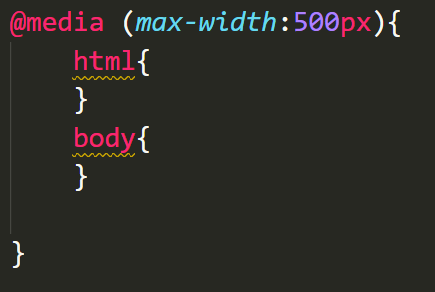 @media (max-width:500px){
html{
}
body{
}
}